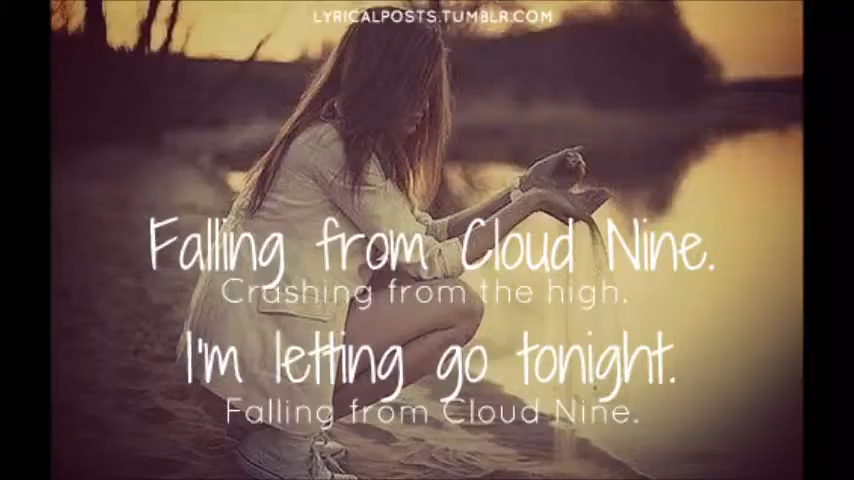 LYRICALPOSTS.TUMBLR.COM
Falling from Cloud Nine.
Crashing from the high.
I'm letting go tonight.
Falling from Cloud Nine.